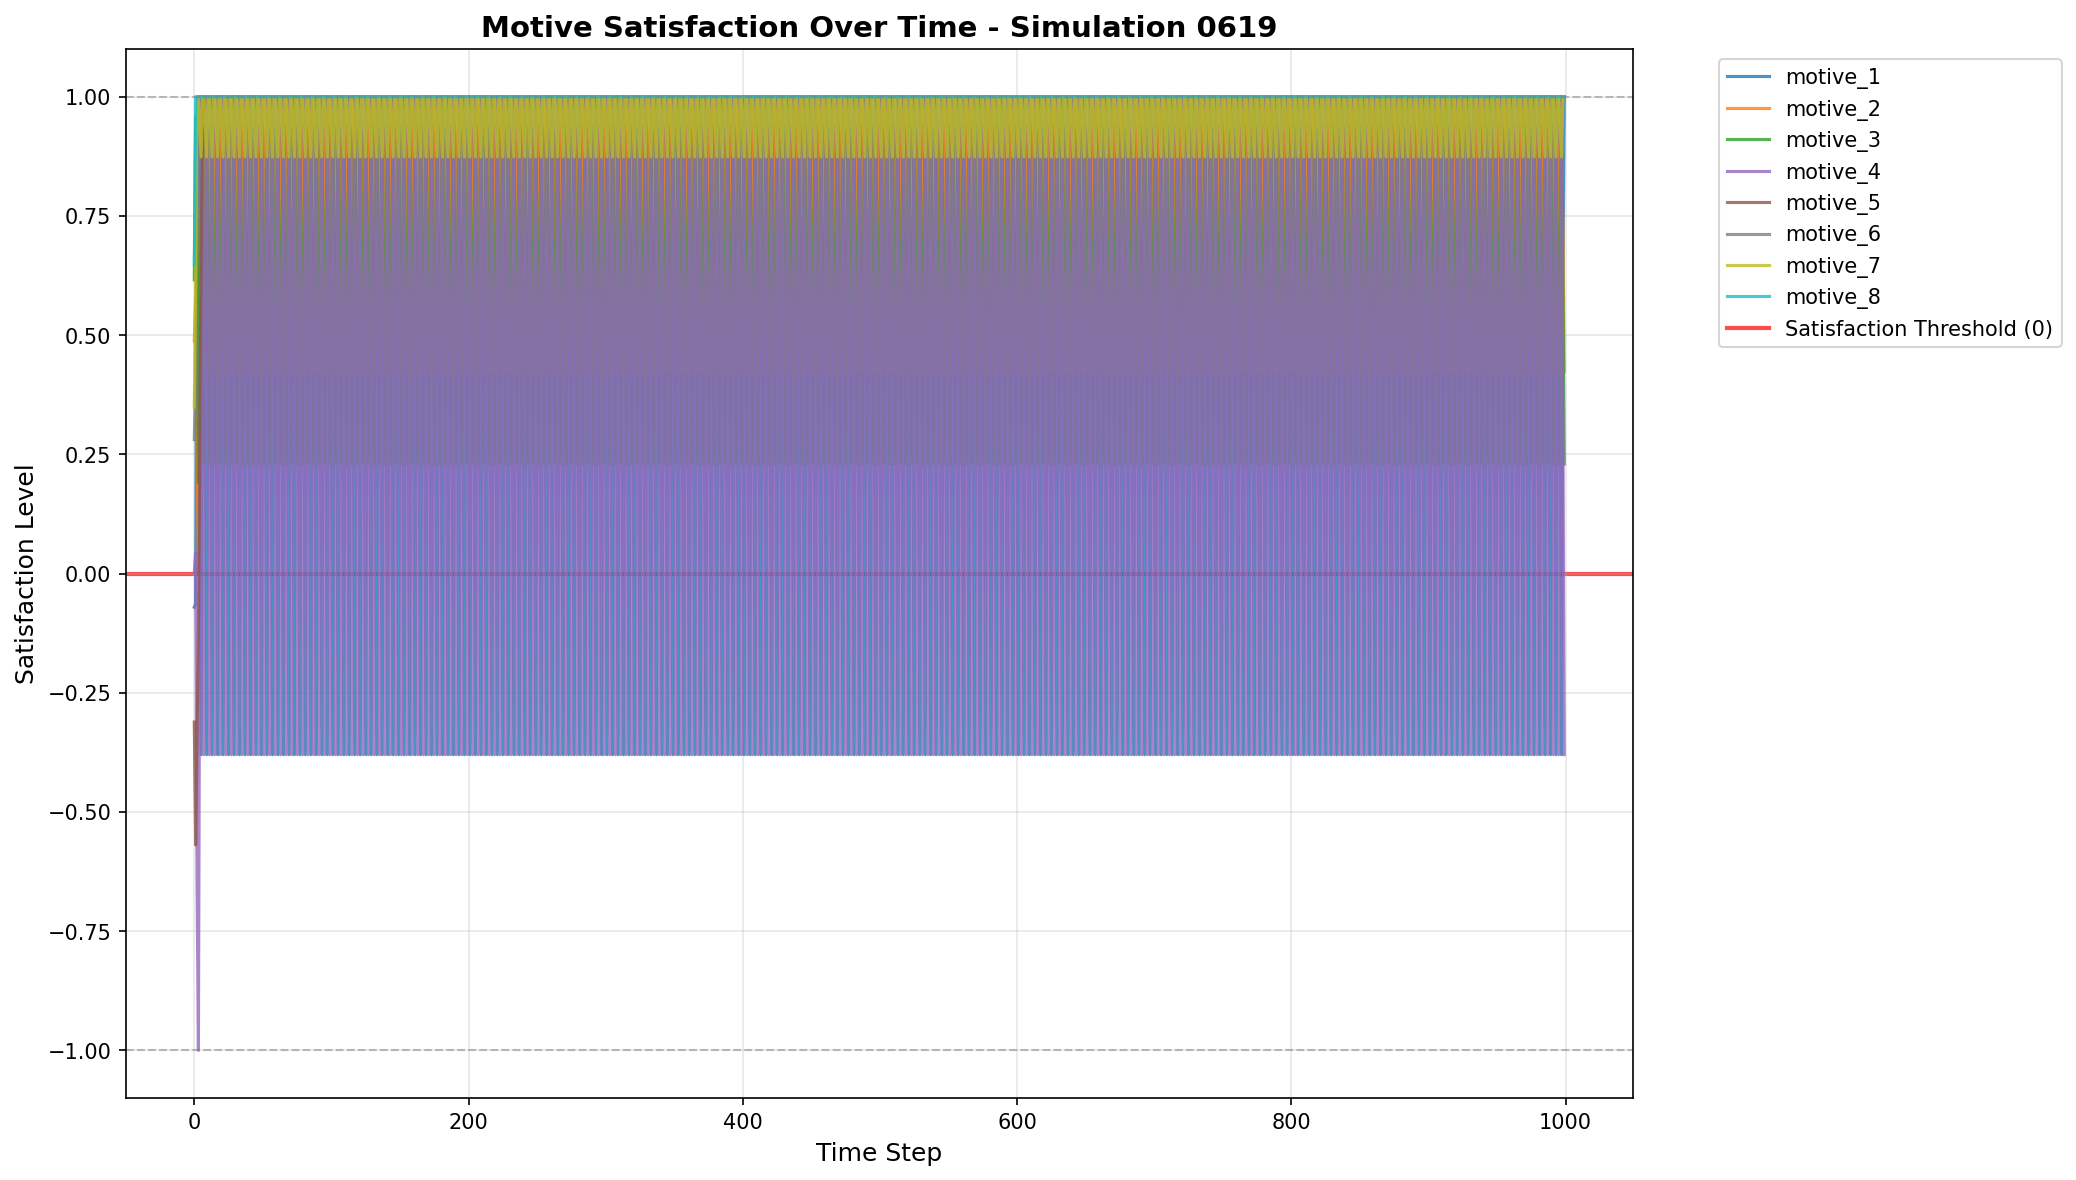 Motive Satisfaction Over Time - Simulation 0619
1.00
0.75
0.50
0.25
0.00
−0.25
−0.50
−0.75
−1.00
Satisfaction Level
0
200
400
600
800
1000
Time Step
motive_1
motive_2
motive_3
motive_4
motive_5
motive_6
motive_7
motive_8
Satisfaction Threshold (0)